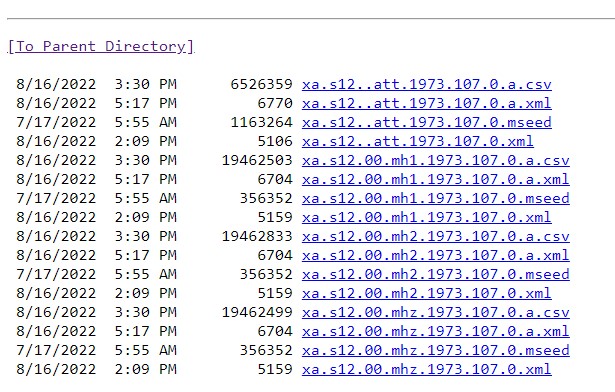 [To Parent Directory]
8/16/2022 3:30 PM 6526359 xa.s12..att.1973.107.0.a.csv
8/16/2022 5:17 PM 6770 xa.s12..att.1973.107.0.a.xml
7/17/2022 5:55 AM 1163264 xa.s12..att.1973.107.0.mseed
8/16/2022 2:09 PM 5106 xa.s12..att.1973.107.0.xml
8/16/2022 3:30 PM 19462503 xa.s12.00.mh1.1973.107.0.a.csv
8/16/2022 5:17 PM 6704 xa.s12.00.mh1.1973.107.0.a.xml
7/17/2022 5:55 AM 356352 xa.s12.00.mh1.1973.107.0.mseed
8/16/2022 2:09 PM 5159 xa.s12.00.mh1.1973.107.0.xml
8/16/2022 3:30 PM 19462833 xa.s12.00.mh2.1973.107.0.a.csv
8/16/2022 5:17 PM 6704 xa.s12.00.mh2.1973.107.0.a.xml
7/17/2022 5:55 AM 356352 xa.s12.00.mh2.1973.107.0.mseed
8/16/2022 2:09 PM 5159 xa.s12.00.mh2.1973.107.0.xml
8/16/2022 3:30 PM 19462499 xa.s12.00.mhz.1973.107.0.a.csv
8/16/2022 5:17 PM 6704 xa.s12.00.mhz.1973.107.0.a.xml
7/17/2022 5:55 AM 356352 xa.s12.00.mhz.1973.107.0.mseed
8/16/2022 2:09 PM 5159 xa.s12.00.mhz.1973.107.0.xml